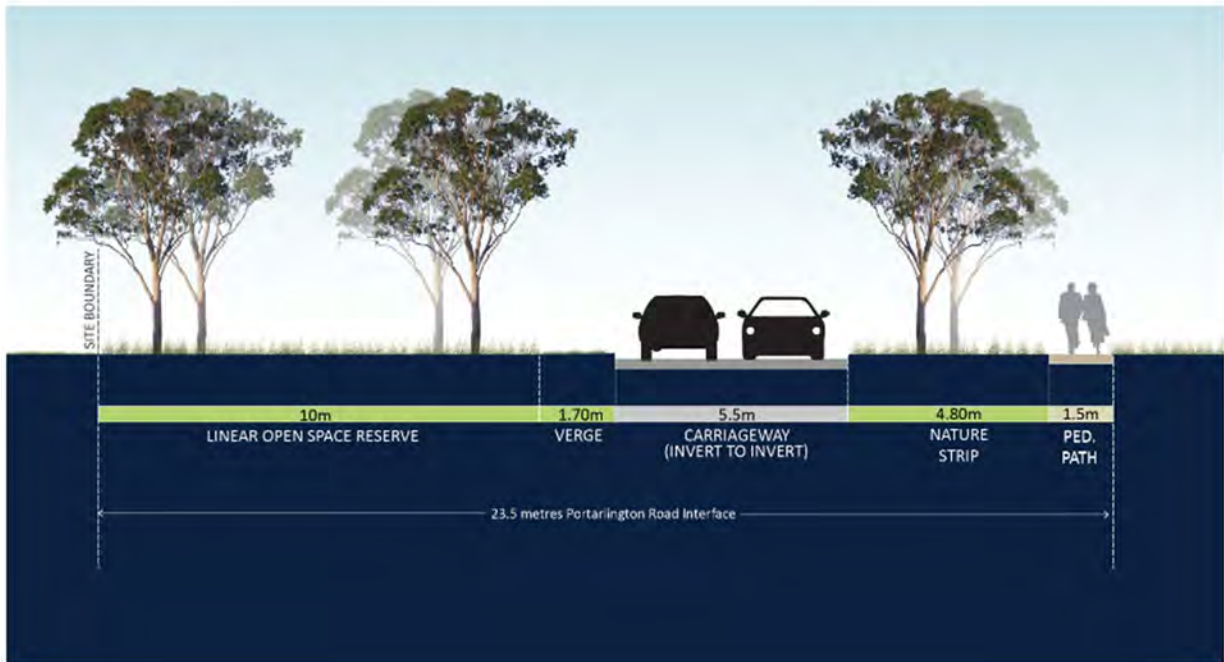 SITE BOUNDARY
10m
1.70m
5.5m
4.80m
1.5m
LINEAR OPEN SPACE RESERVE
VERGE
CARRIAGEWAY
(INVERT TO INVERT)
NATURE
STRIP
PED.
PATH
23.5 metres Portarlington Road Interface